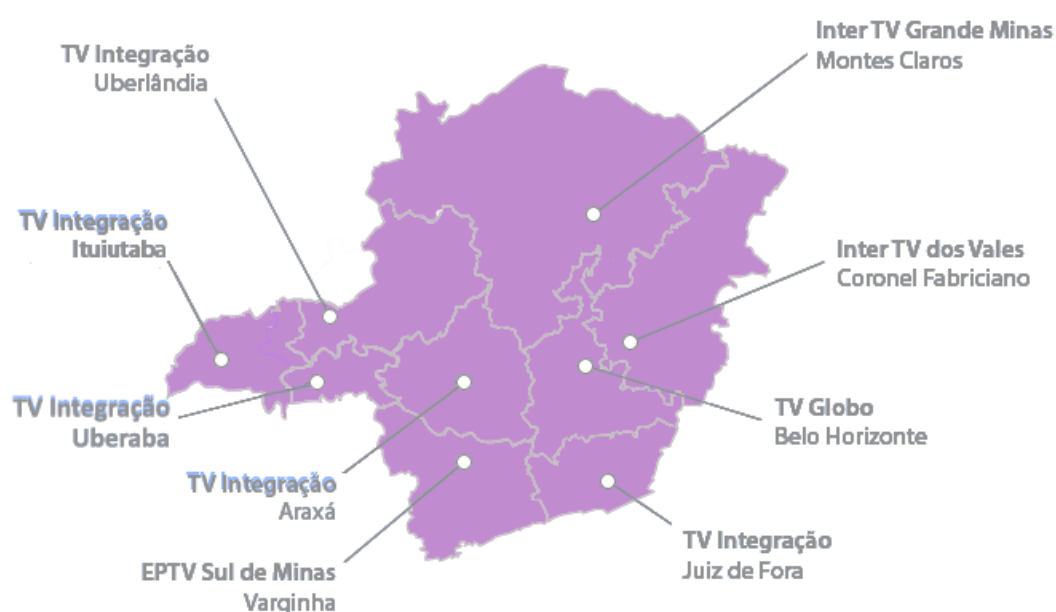 Inter TV Grande Minas
Montes Claros
TV Integração
Uberlândia
TV Integração
Ituiutaba
Inter TV dos Vales
Coronel Fabriciano
TV Integração
Uberaba
TV Globo
Belo Horizonte
TV Integração
Araxá
TV Integração
Juiz de Fora
EPTV Sul de Minas
Varginha